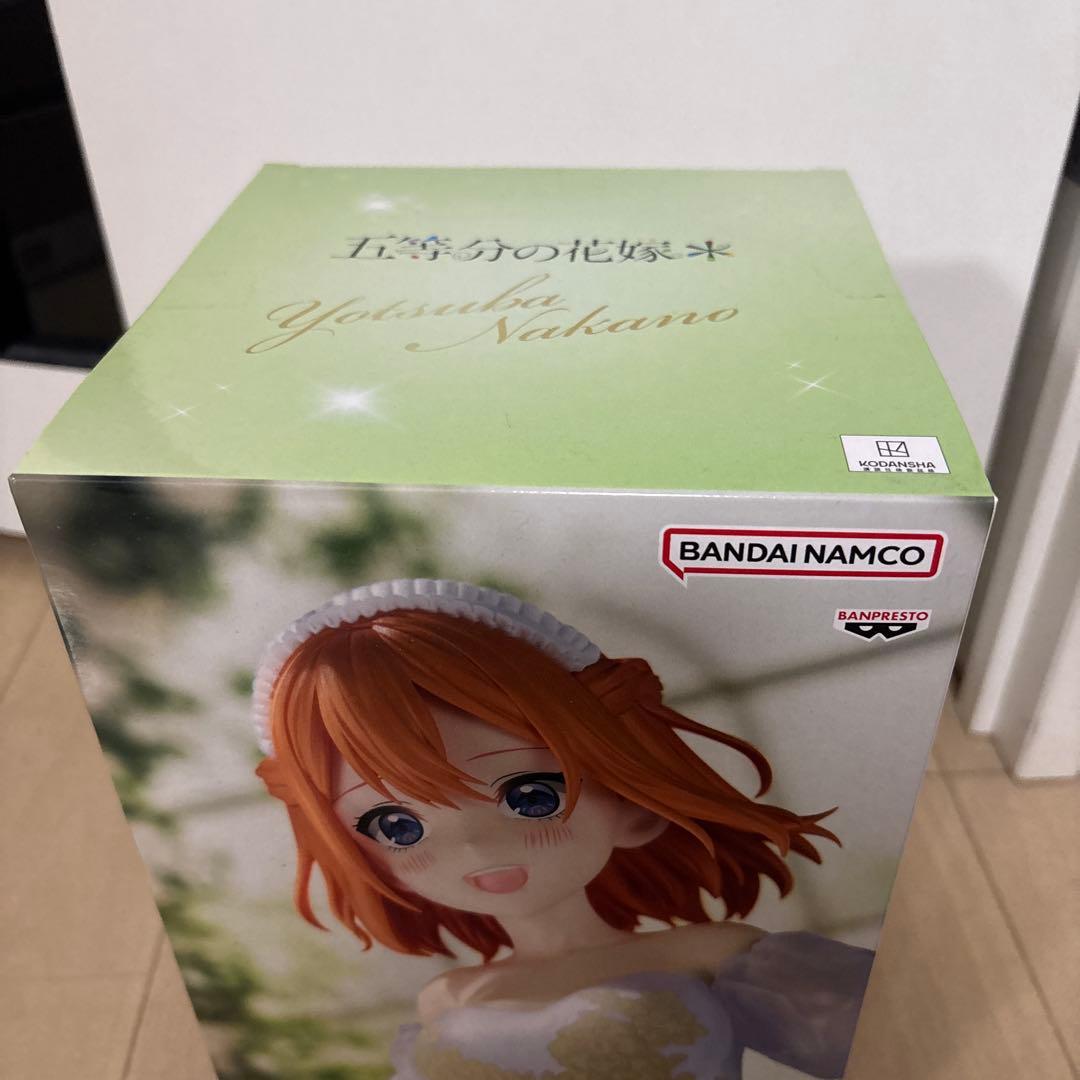 五等分の花嫁*
Yotsuba
Nakano
KODANSHA
BANDAI NAMCO
BANPRESTO